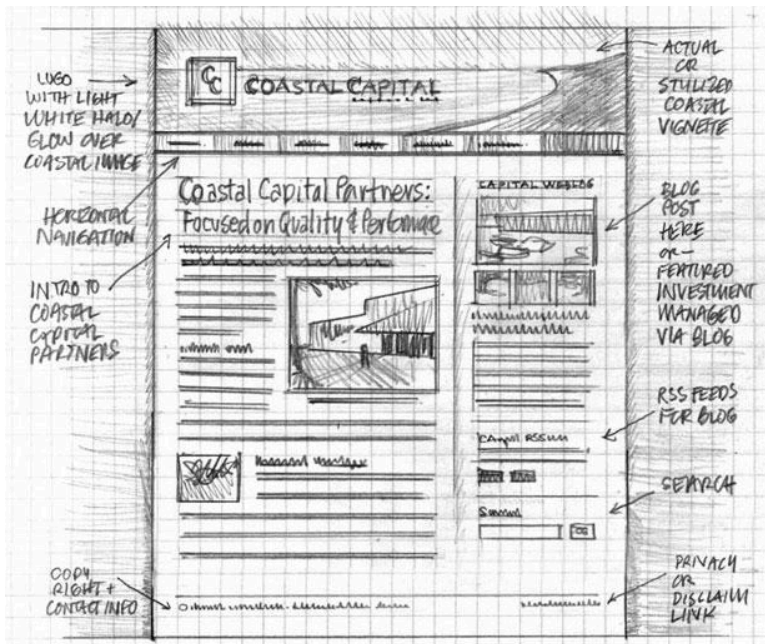 LOGO
WITH LIGHT
WHITE HALO/
GLOW OVER
COASTAL IMAGE
HORIZONTAL
NAVIGATION
INTRO TO
COASTAL
CAPITAL
PARTNERS
COPY
RIGHT +
CONTACT INFO
CC
COASTAL CAPITAL
Coastal Capital Partners:
Focused on Quality & Performance
CAPITAL WEBLOG
RSS
GO
ACTUAL
OR
STYLIZED
COASTAL
VIGNETTE
BLOG
POST
HERE
OR—
FEATURED
INVESTMENT
MANAGED
VIA BLOG
RSS FEEDS
FOR BLOG
SEARCH
PRIVACY
OR
DISCLAIM
LINK